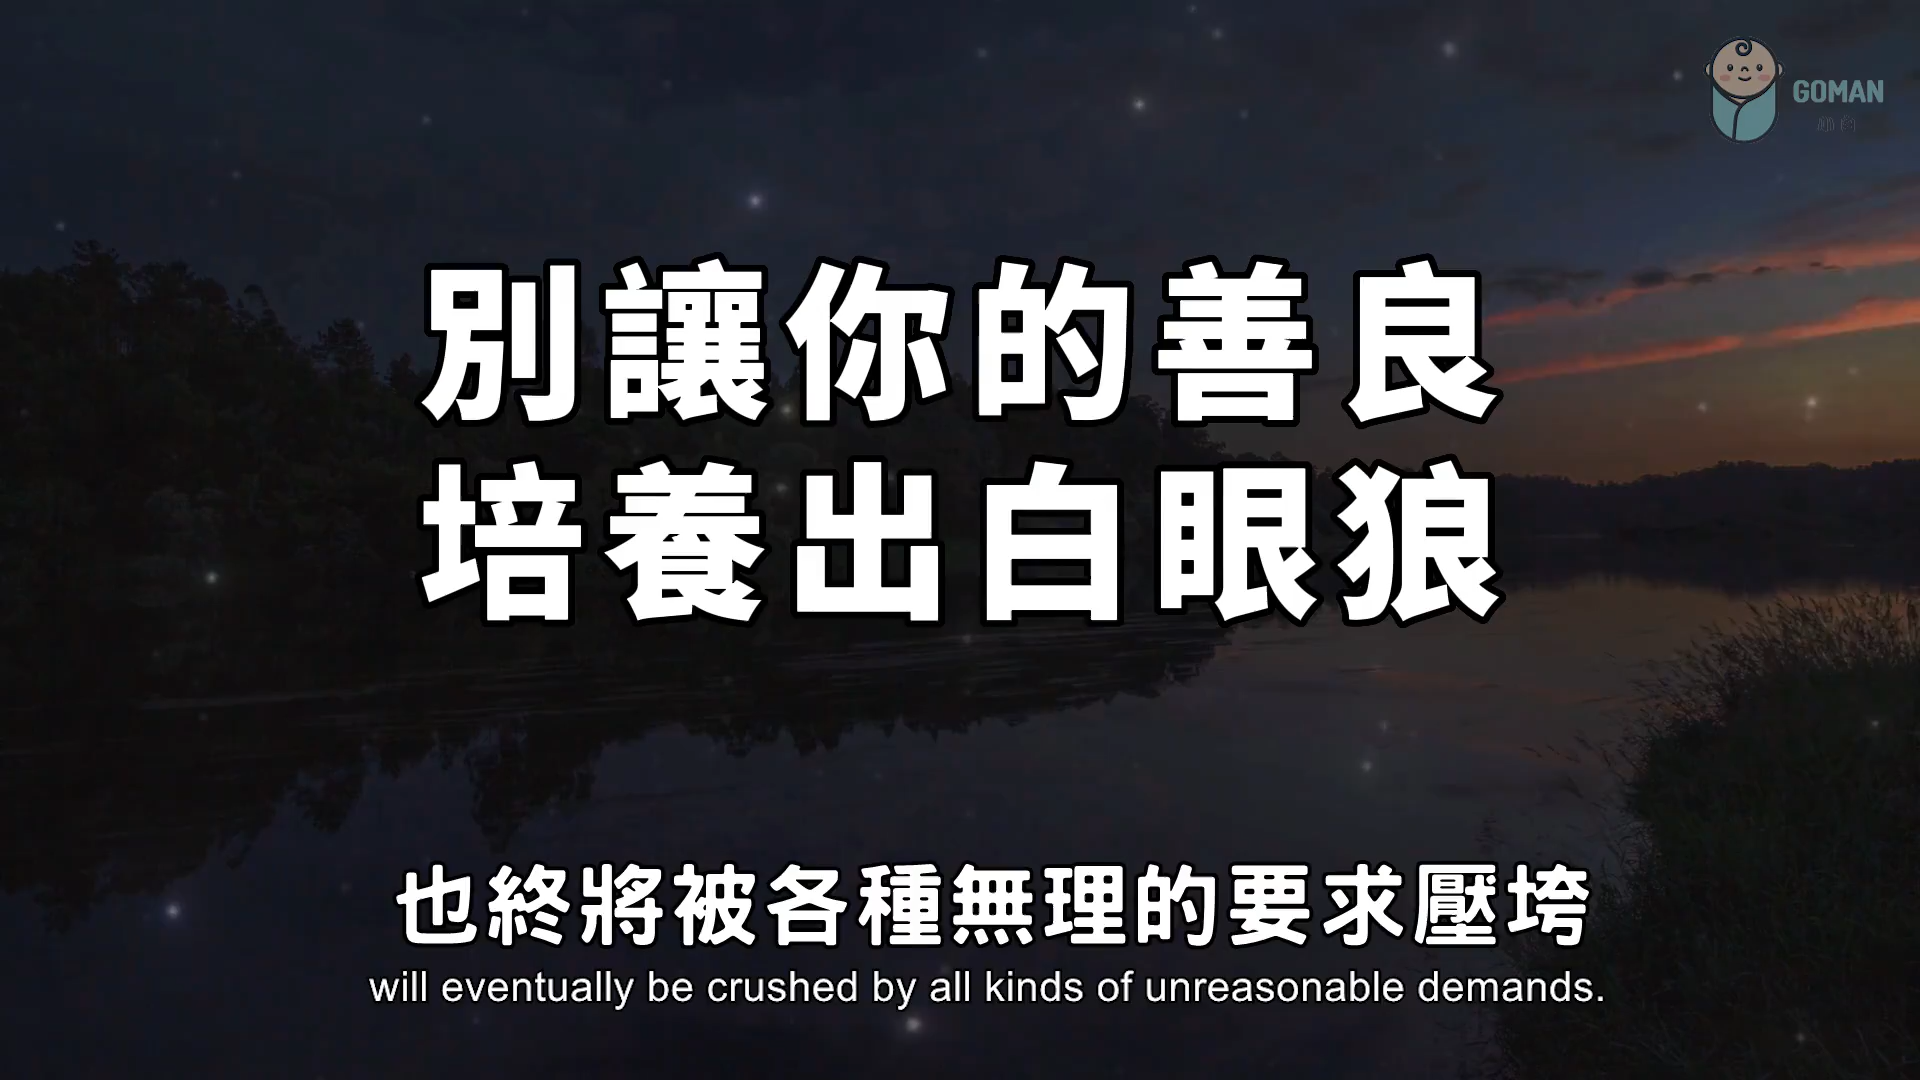 GOMAN
別讓你的善良
培養出白眼狼
也終將被各種無理的要求壓垮
will eventually be crushed by all kinds of unreasonable demands.